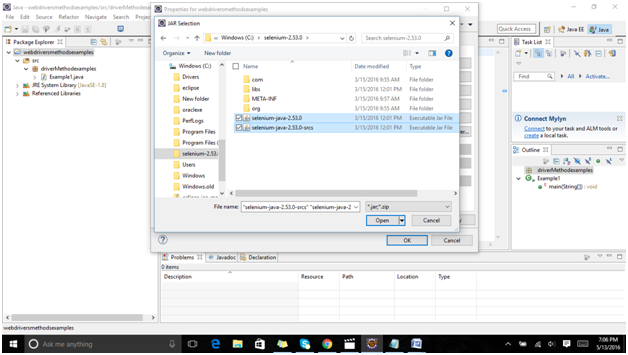 Java - webdriversmethodsexamples/src/driverMethodexamples
Properties for webdriversmethodsexamples
File Edit Source Refactor Navigate Search Project
JAR Selection
Windows (C:) > selenium-2.53.0 >
Search selenium-2.53.0
Quick Access
Java EE
Java
Organize
New folder
Package Explorer
webdriversmethodsexamples
src
driverMethodexamples
Example1.java
JRE System Library [JavaSE-1.8]
Referenced Libraries
Windows (C:)
Drivers
eclipse
New folder
oraclexe
PerfLogs
Program Files
Program Files (
selenium-2.53.
Users
Windows
Windows.old
Name Date modified Type
com 3/15/2016 9:55 AM File folder
libs 3/15/2016 12:01 PM File folder
META-INF 3/15/2016 9:57 AM File folder
org 3/15/2016 9:55 AM File folder
selenium-java-2.53.0 3/15/2016 12:01 PM Executable Jar File
selenium-java-2.53.0-srcs 3/15/2016 12:01 PM Executable Jar File
File name: "selenium-java-2.53.0-srcs" "selenium-java-2
*.jar;*.zip
Open
Cancel
OK
Cancel
Task List
Find
All
Activate...
Connect Mylyn
Connect to your task and ALM tools or
create a local task.
Outline
driverMethodexamples
Example1
main(String[]) : void
Problems Javadoc Declaration
0 items
Description Resource Path Location Type
webdriversmethodsexamples
Ask me anything
7:06 PM
5/13/2016